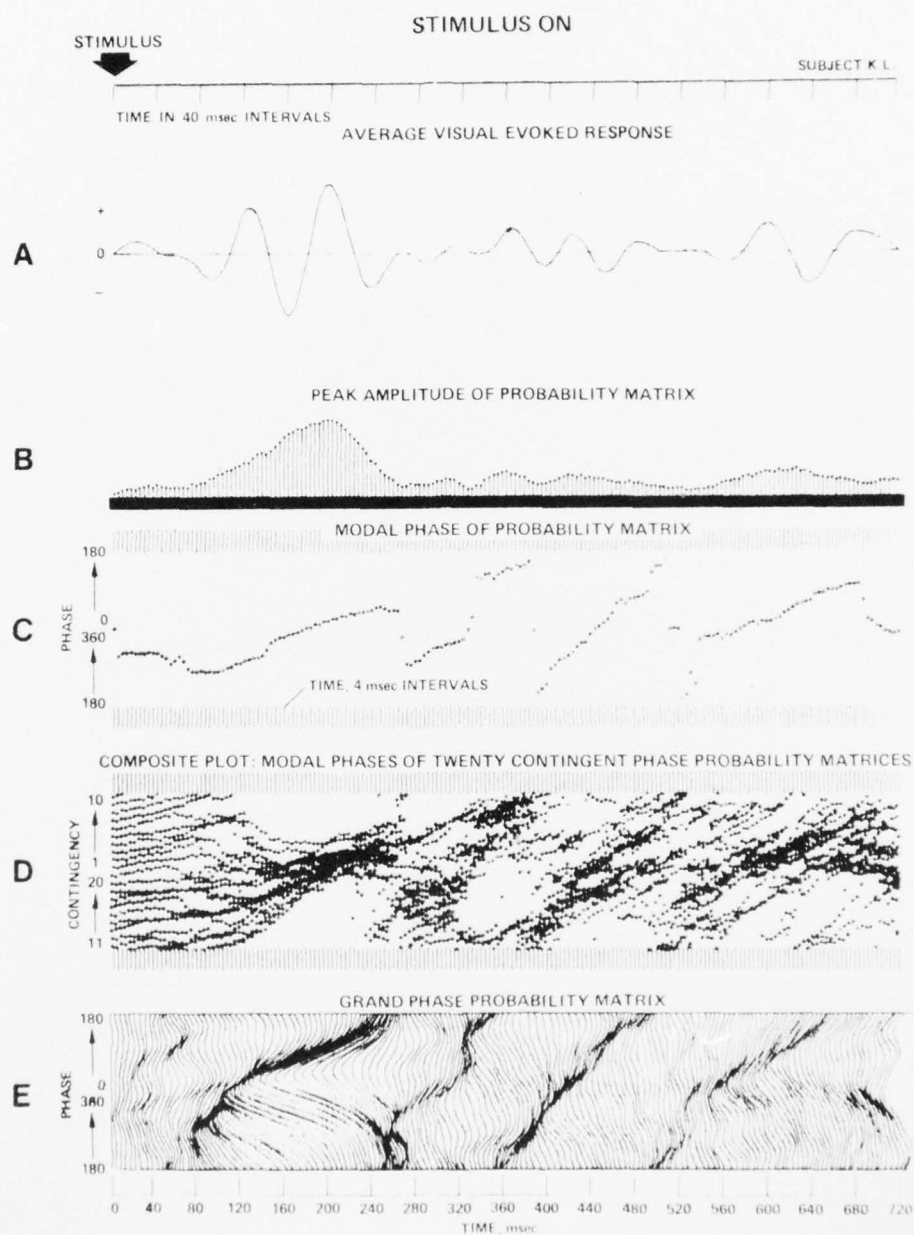 STIMULUS ON
STIMULUS
SUBJECT K.L.
TIME IN 40 msec INTERVALS
AVERAGE VISUAL EVOKED RESPONSE
+
A
0
−
PEAK AMPLITUDE OF PROBABILITY MATRIX
B
MODAL PHASE OF PROBABILITY MATRIX
180
C
PHASE
0
360
TIME, 4 msec INTERVALS
180
COMPOSITE PLOT: MODAL PHASES OF TWENTY CONTINGENT PHASE PROBABILITY MATRICES
10
D
CONTINGENCY
1
20
11
GRAND PHASE PROBABILITY MATRIX
180
E
PHASE
0
360
180
0 40 80 120 160 200 240 260 320 360 400 440 480 520 560 600 640 680 720
TIME, msec